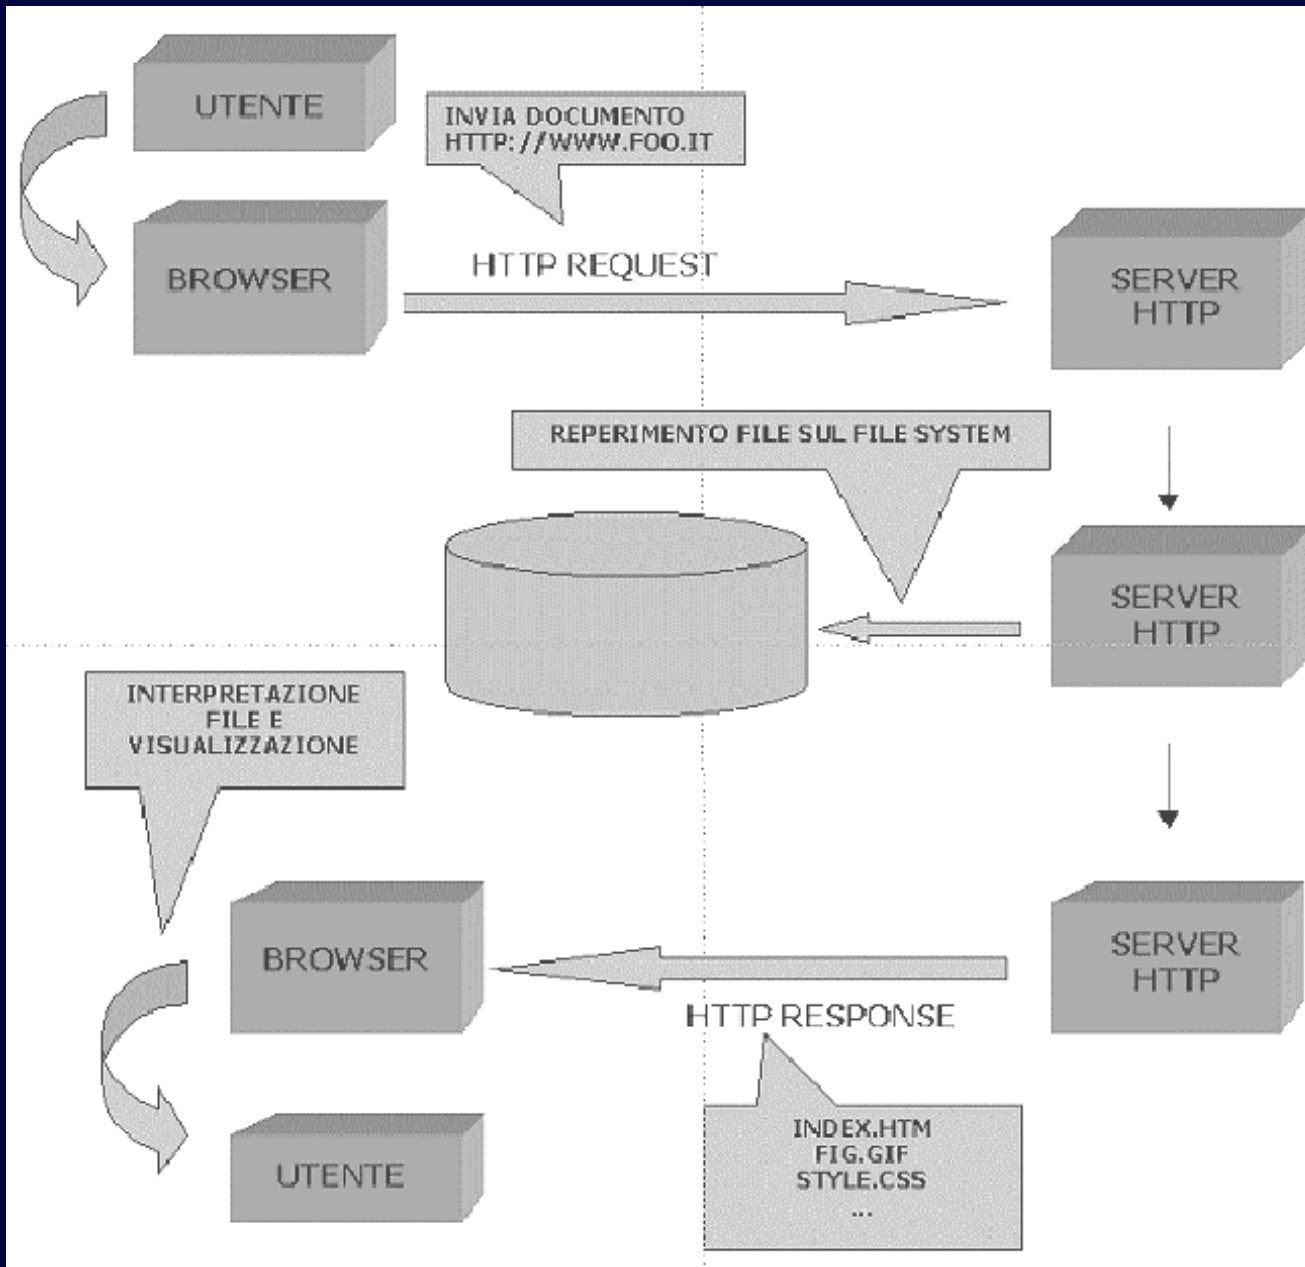 UTENTE
INVIA DOCUMENTO
HTTP://WWW.FOO.IT
BROWSER
HTTP REQUEST
SERVER
HTTP
REPERIMENTO FILE SUL FILE SYSTEM
SERVER
HTTP
INTERPRETAZIONE
FILE E
VISUALIZZAZIONE
BROWSER
SERVER
HTTP
HTTP RESPONSE
INDEX.HTM
FIG.GIF
STYLE.CSS
...
UTENTE